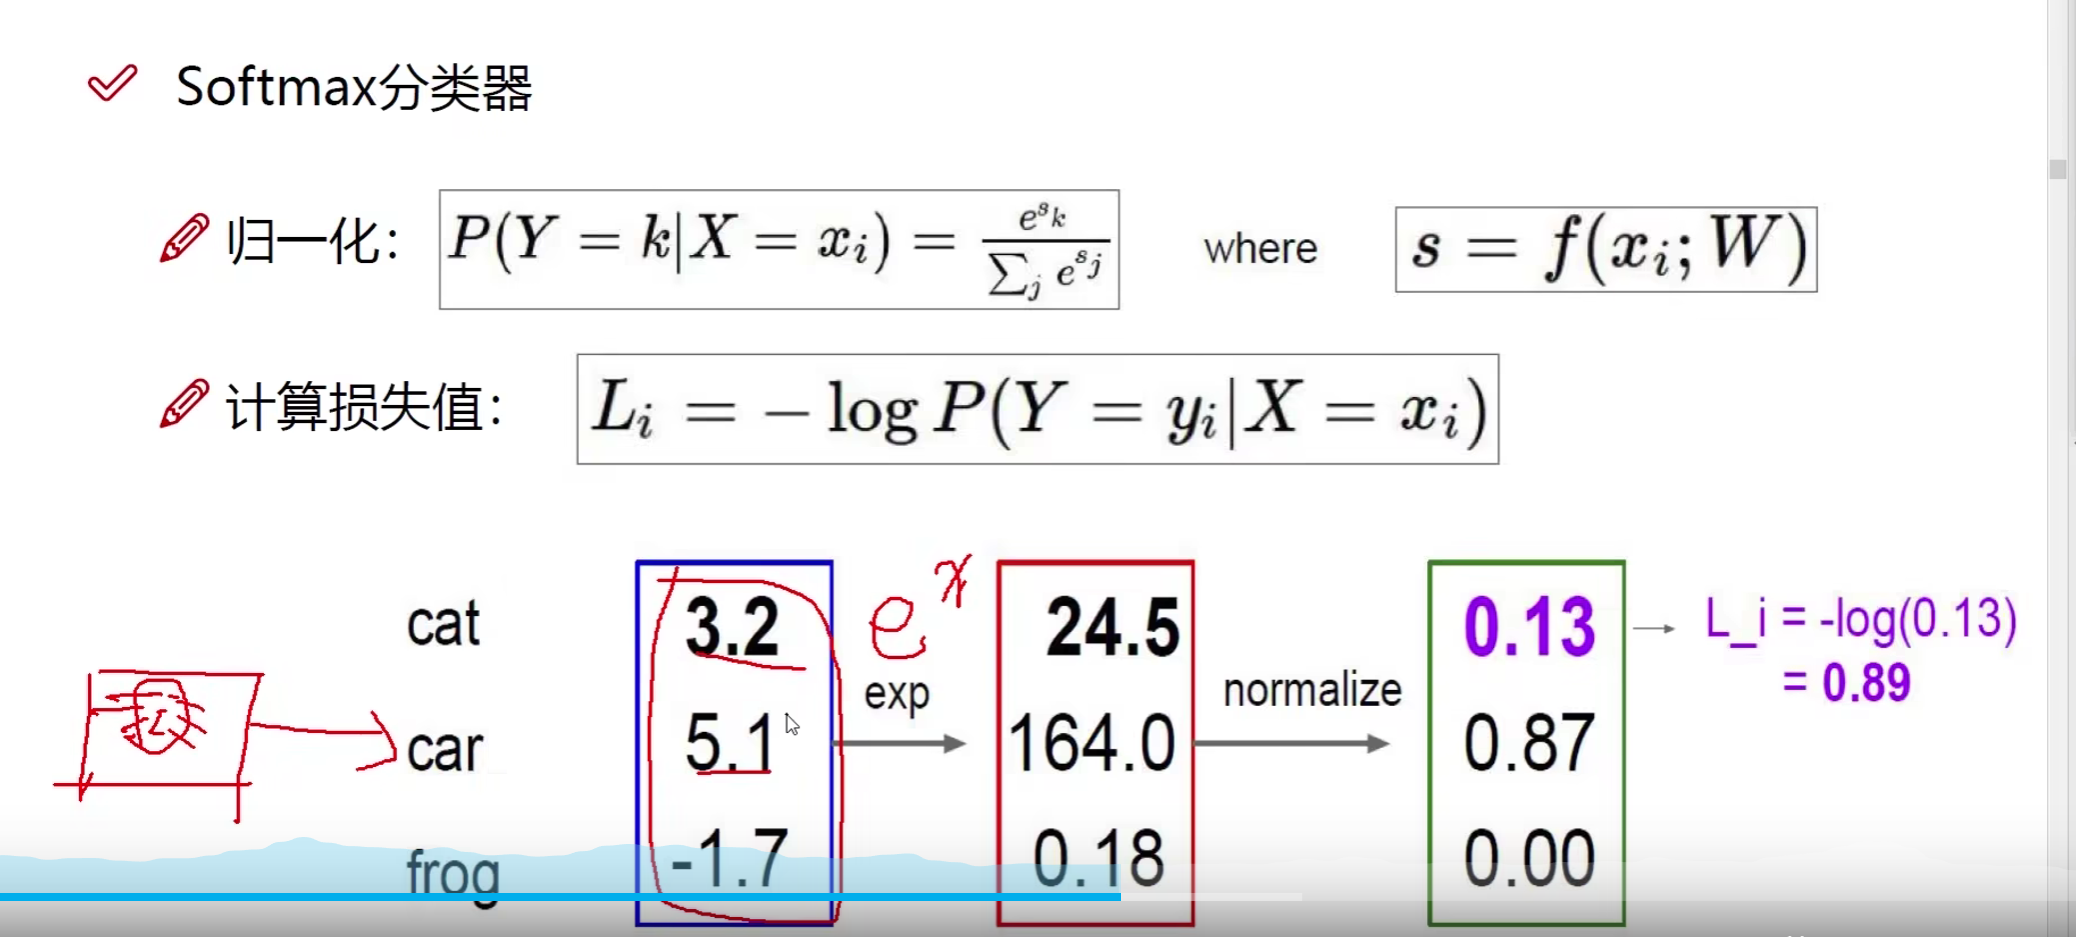 Softmax分类器
归一化: P(Y = k|X = x_i) = \frac{e^{s_k}}{\sum_j e^{s_j}} where s = f(x_i; W)
计算损失值: L_i = − log P(Y = y_i|X = x_i)
cat 3.2 e^x 24.5 0.13 → L_i = -log(0.13)
= 0.89
exp normalize
car 5.1 164.0 0.87
frog -1.7 0.18 0.00